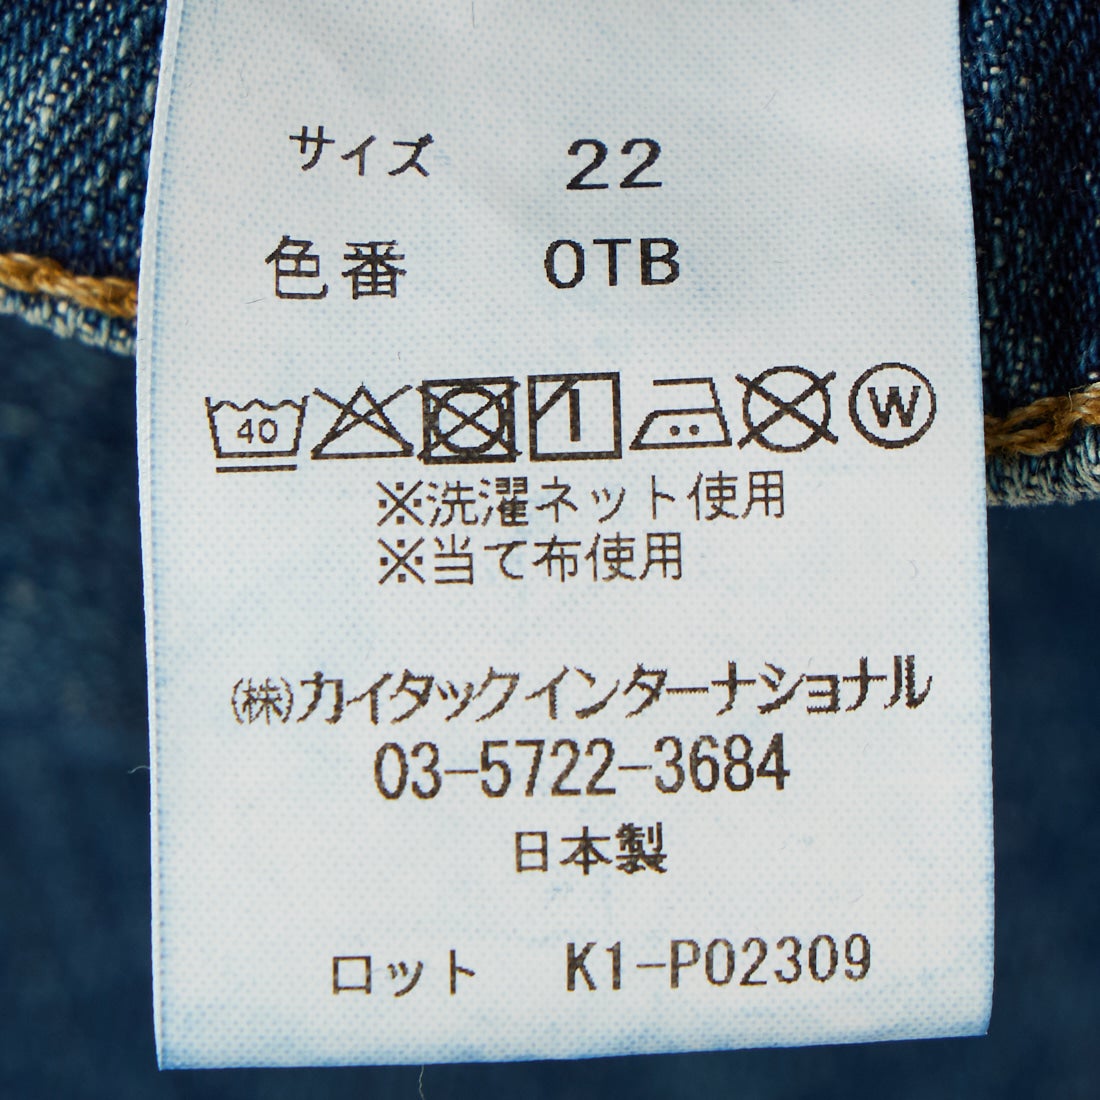 サイズ 22
色番 0TB
40 W
※洗濯ネット使用
※当て布使用
㈱カイタックインターナショナル
03-5722-3684
日本製
ロット K1-P02309